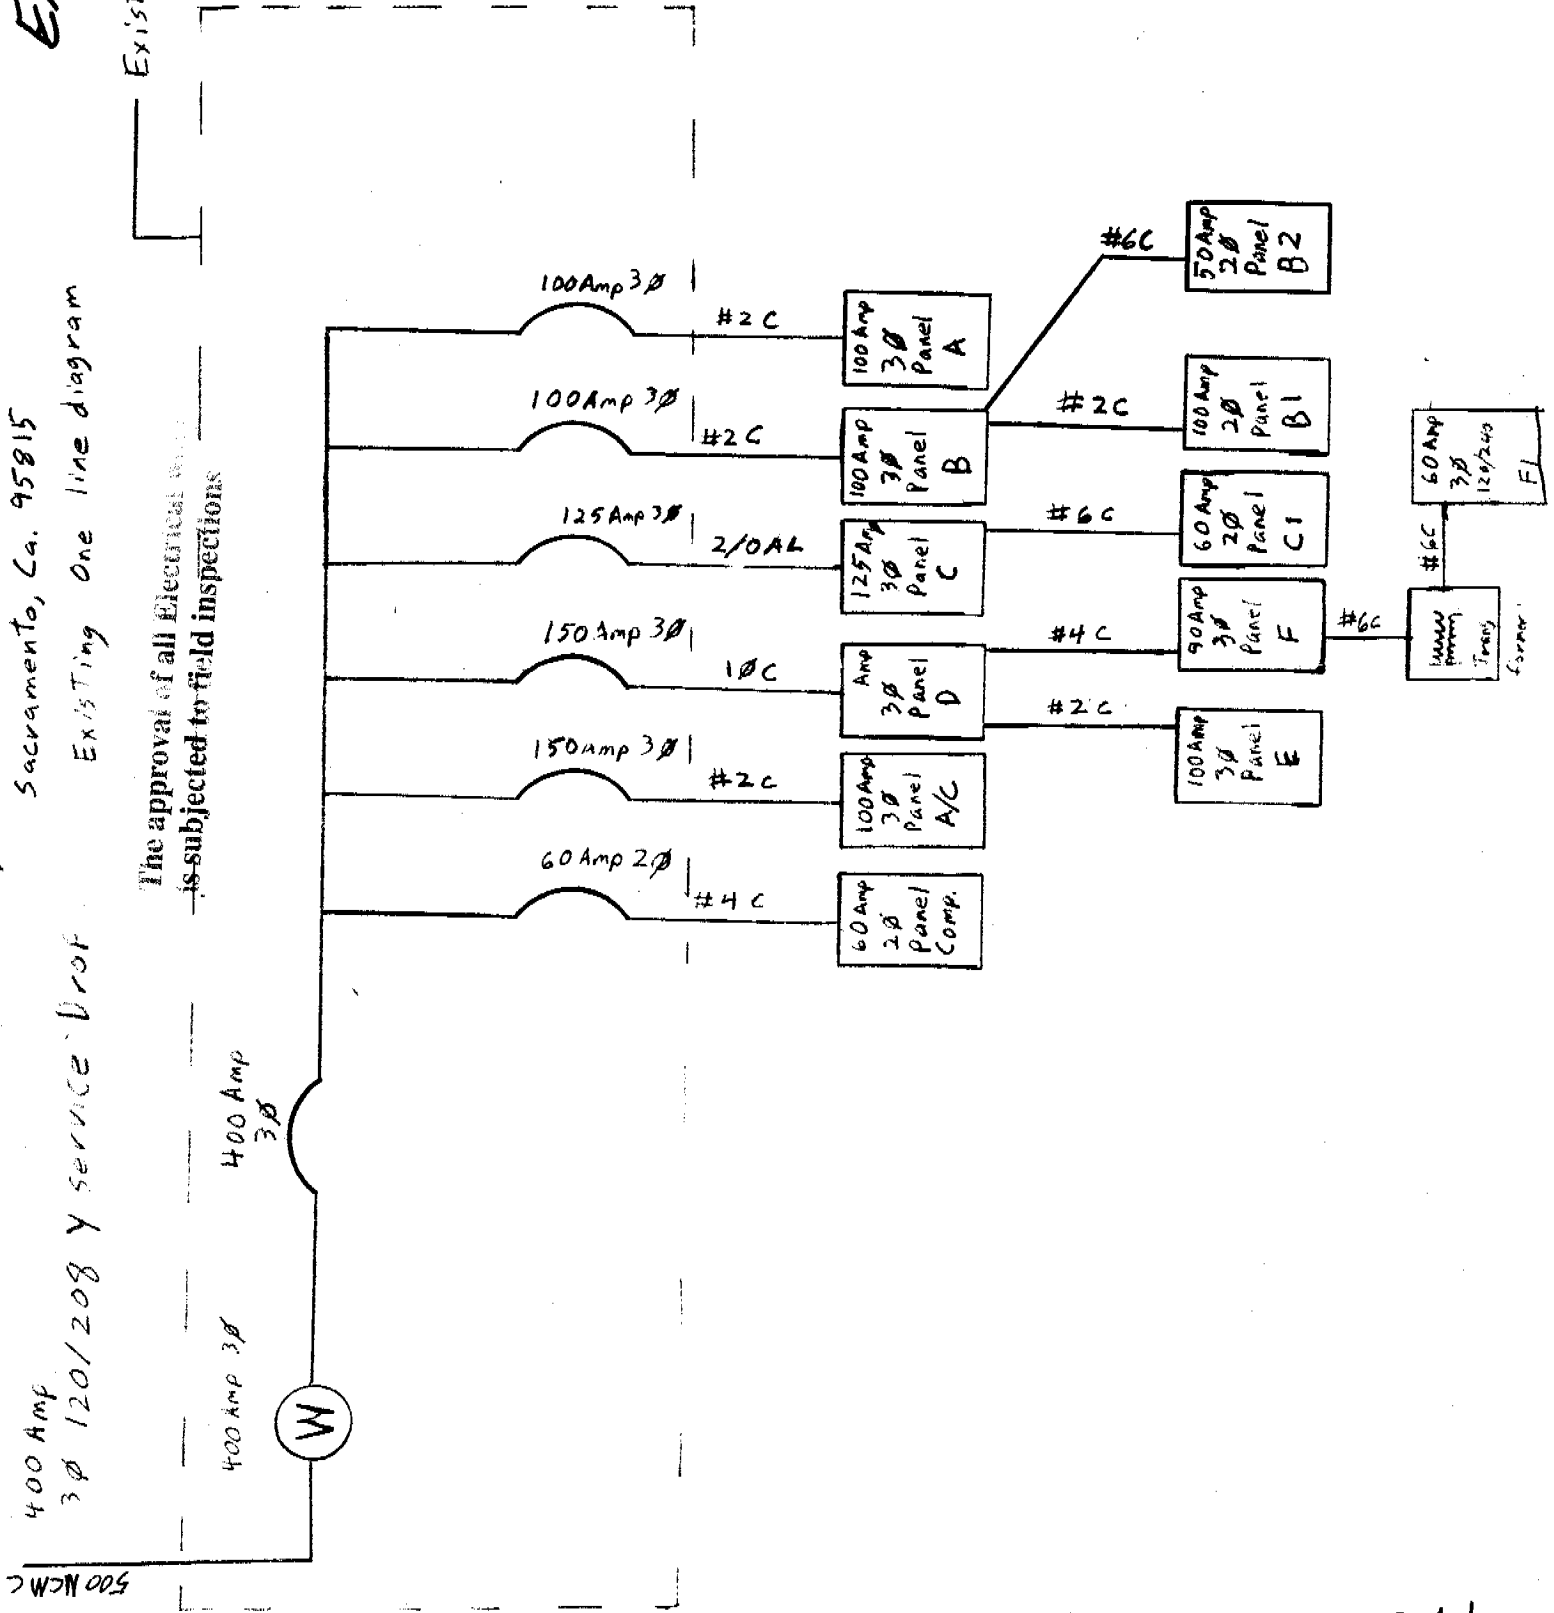 Sacramento, Ca. 95815
Existing One line diagram
Exis
400 Amp
3Ø 120/208 Y Service Drop
500 MCM C
The approval of all Electrical
is subjected to field inspections
400 Amp 3Ø
W
400 Amp
3Ø
60 Amp 2Ø
#4 C
60 Amp
2Ø
Panel
Comp.
150 Amp 3Ø
#2 C
100 Amp
3Ø
Panel
A/C
150 Amp 3Ø
1Ø C
Amp
3Ø
Panel
D
125 Amp 3Ø
2/0 AL
125 Amp
3Ø
Panel
C
100 Amp 3Ø
#2 C
100 Amp
3Ø
Panel
B
100 Amp 3Ø
#2 C
100 Amp
3Ø
Panel
A
#2 C
100 Amp
3Ø
Panel
E
#4 C
90 Amp
3Ø
Panel
F
#6 C
60 Amp
2Ø
Panel
C1
#2 C
100 Amp
2Ø
Panel
B1
#6C
50 Amp
2Ø
Panel
B2
#6C
Trans
former
#6C
60 Amp
3Ø
120/240
F1